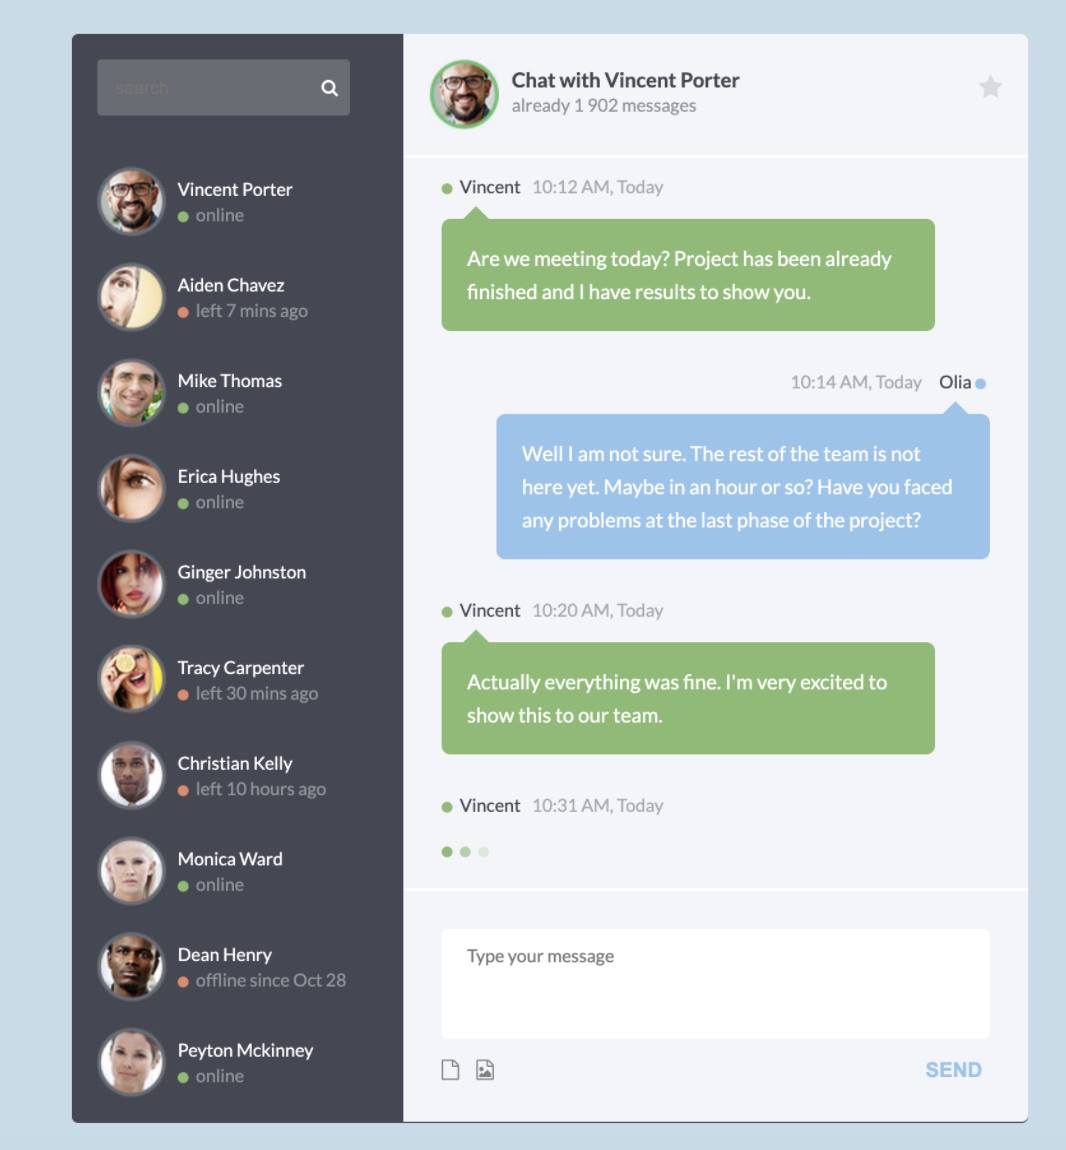 search
Vincent Porter
online
Aiden Chavez
left 7 mins ago
Mike Thomas
online
Erica Hughes
online
Ginger Johnston
online
Tracy Carpenter
left 30 mins ago
Christian Kelly
left 10 hours ago
Monica Ward
online
Dean Henry
offline since Oct 28
Peyton Mckinney
online
Chat with Vincent Porter
already 1 902 messages
Vincent 10:12 AM, Today
Are we meeting today? Project has been already
finished and I have results to show you.
10:14 AM, Today Olia
Well I am not sure. The rest of the team is not
here yet. Maybe in an hour or so? Have you faced
any problems at the last phase of the project?
Vincent 10:20 AM, Today
Actually everything was fine. I'm very excited to
show this to our team.
Vincent 10:31 AM, Today
Type your message
SEND